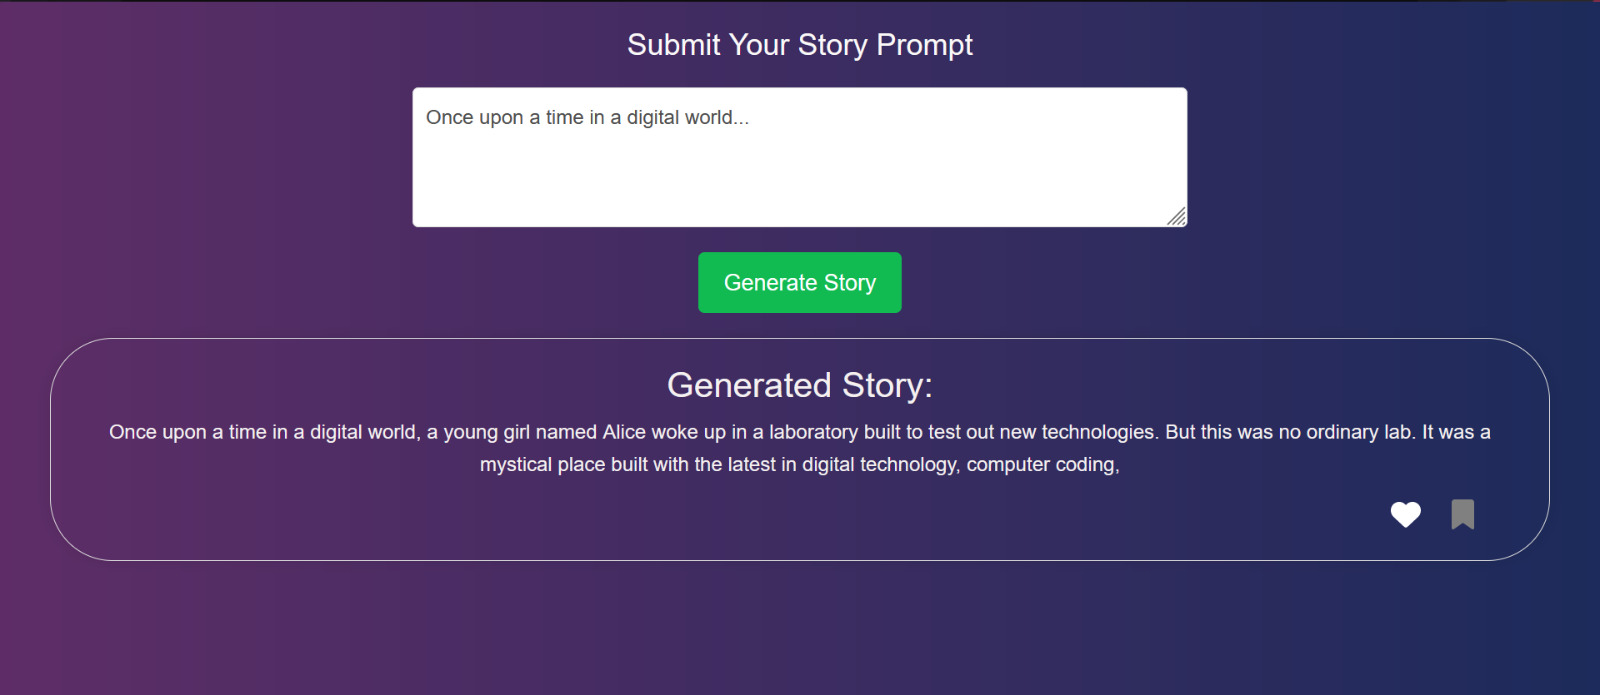 Submit Your Story Prompt
Once upon a time in a digital world...
Generate Story
Generated Story:
Once upon a time in a digital world, a young girl named Alice woke up in a laboratory built to test out new technologies. But this was no ordinary lab. It was a
mystical place built with the latest in digital technology, computer coding,